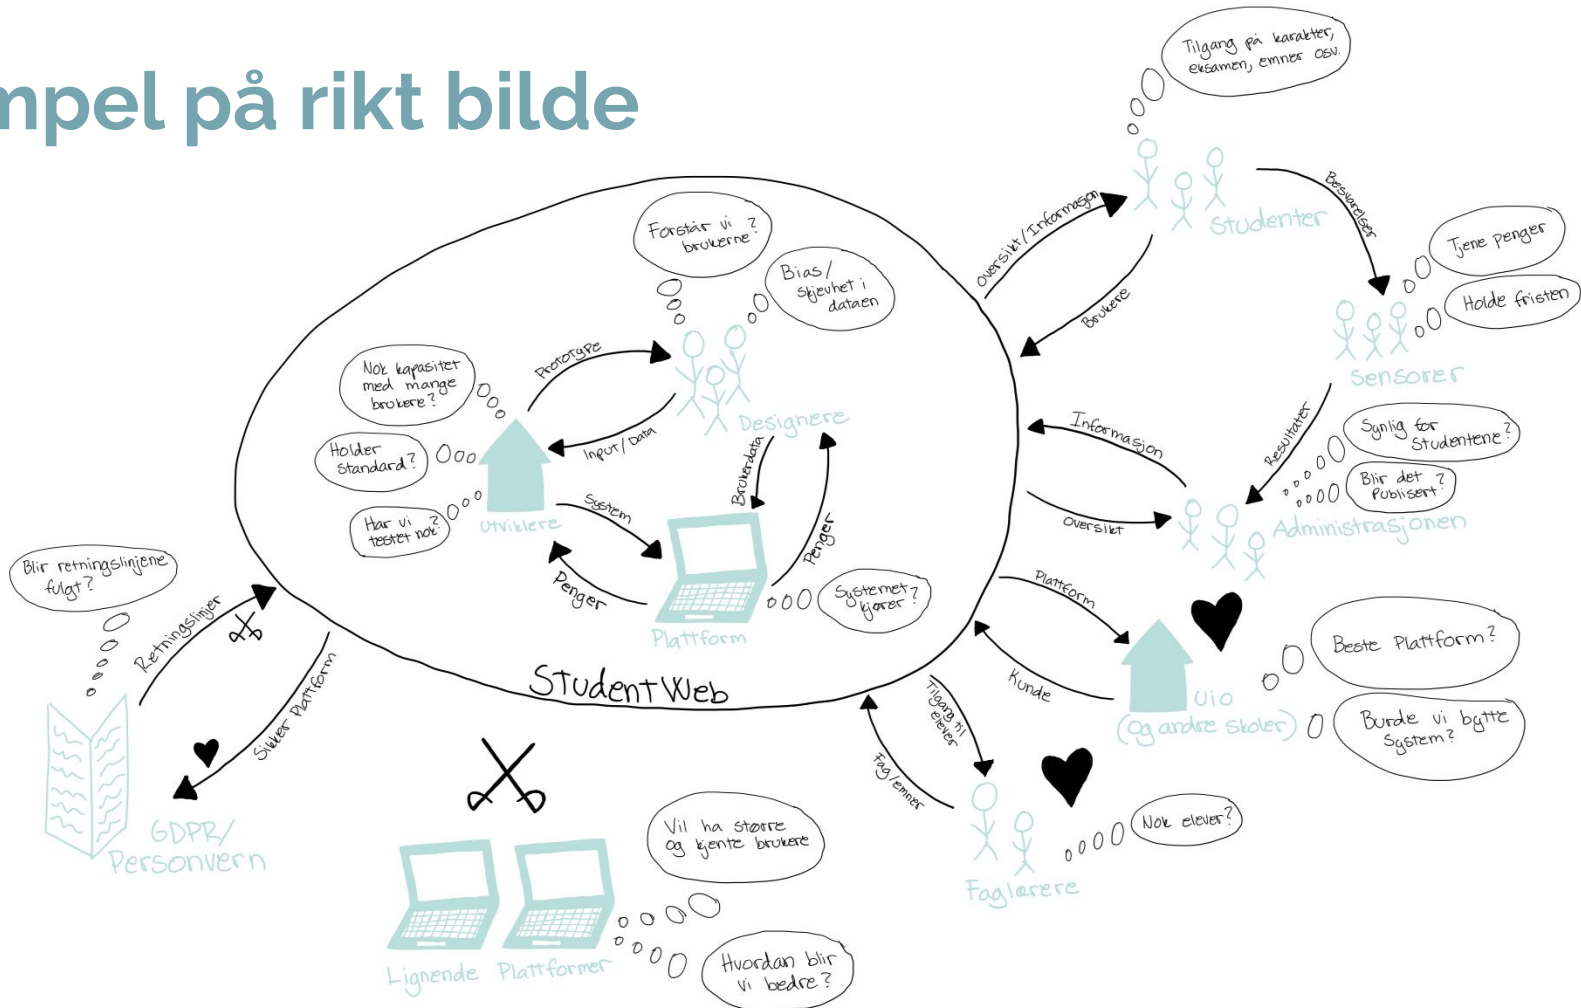 mpel på rikt bilde
Tilgang på karakter,
eksamen, emner osv.
Studenter
Oversikt/Informasjon
Brukere
Besvarelser
Tjene penger
Holde fristen
Sensorer
Resultater
Synlig for
Studentene?
Blir det
Publisert?
Administrasjonen
Informasjon
Oversikt
Forstår vi
brukerne?
Bias/
skjevhet i
dataen
Designere
Prototype
Input/Data
Nok kapasitet
med mange
brukere?
Holder
standard?
Har vi
testet nok?
Utviklere
System
Penger
Brukerdata
Penger
Systemet
kjører?
Plattform
StudentWeb
Plattform
Kunde
UiO
(og andre skoler)
Beste Plattform?
Burde vi bytte
System?
Tilgang til
elever
Fag/emner
Nok elever?
Faglærere
Blir retningslinjene
fulgt?
Retningslinjer
Sikker Plattform
GDPR/
Personvern
Vil ha større
og kjente brukere
Hvordan blir
vi bedre?
Lignende Plattformer